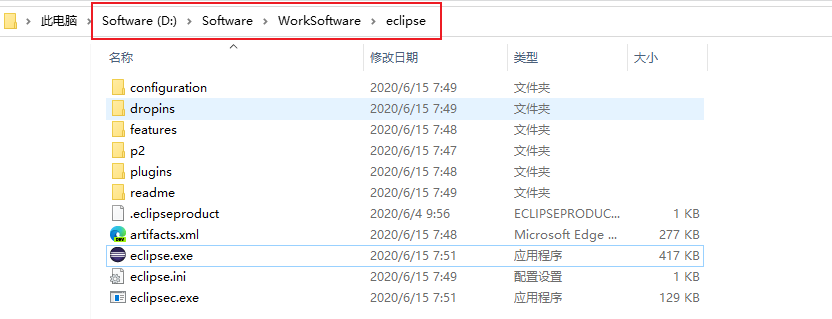 此电脑 > Software (D:) > Software > WorkSoftware > eclipse
名称 修改日期 类型 大小
configuration 2020/6/15 7:49 文件夹
dropins 2020/6/15 7:49 文件夹
features 2020/6/15 7:48 文件夹
p2 2020/6/15 7:47 文件夹
plugins 2020/6/15 7:48 文件夹
readme 2020/6/15 7:49 文件夹
.eclipseproduct 2020/6/4 9:56 ECLIPSEPRODUC... 1 KB
artifacts.xml 2020/6/15 7:48 Microsoft Edge ... 277 KB
eclipse.exe 2020/6/15 7:51 应用程序 417 KB
eclipse.ini 2020/6/15 7:49 配置设置 1 KB
eclipsec.exe 2020/6/15 7:51 应用程序 129 KB